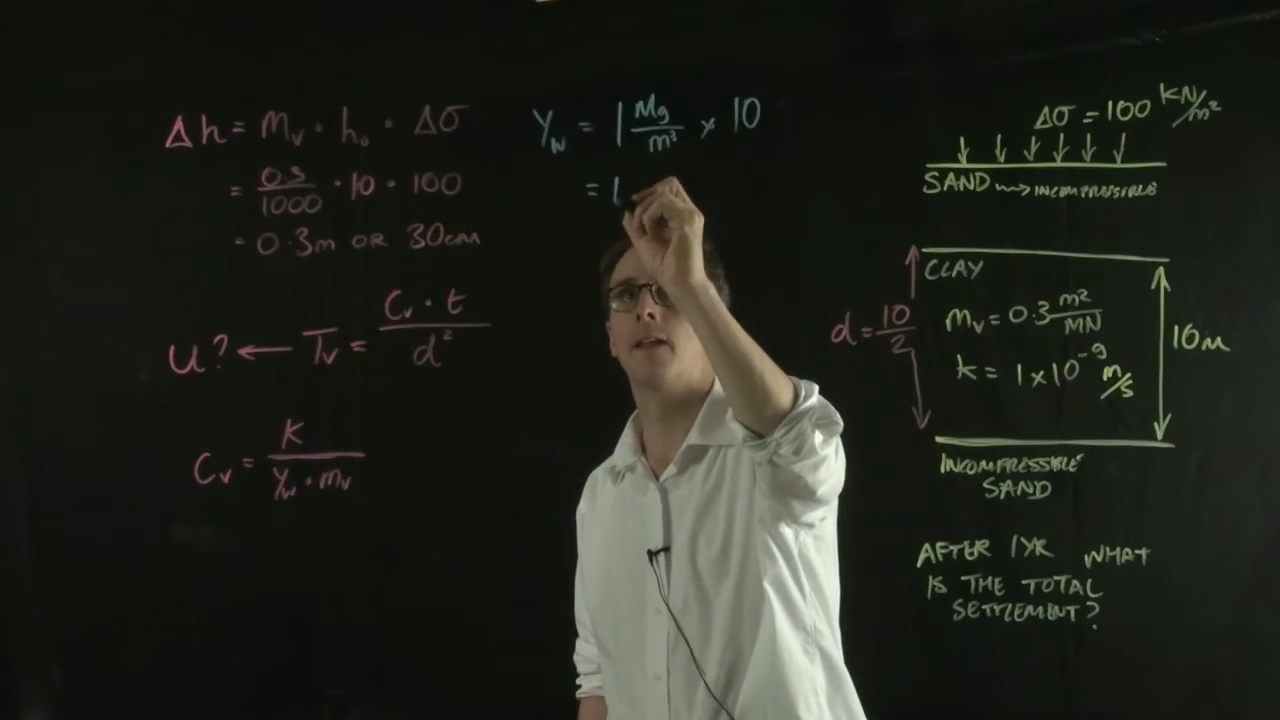 Δh = mv · h₀ · Δσ
= 0.3/1000 · 10 · 100
= 0.3m OR 30cm
u? ← Tv = Cv · t / d²
Cv = k / γw · mv
γw = 1 Mg/m³ × 10
= 1
Δσ = 100 KN/m²
SAND → INCOMPRESSIBLE
CLAY
d = 10/2
mv = 0.3 m²/MN
k = 1 × 10⁻⁹ m/s
10m
INCOMPRESSIBLE
SAND
AFTER 1YR WHAT
IS THE TOTAL
SETTLEMENT?